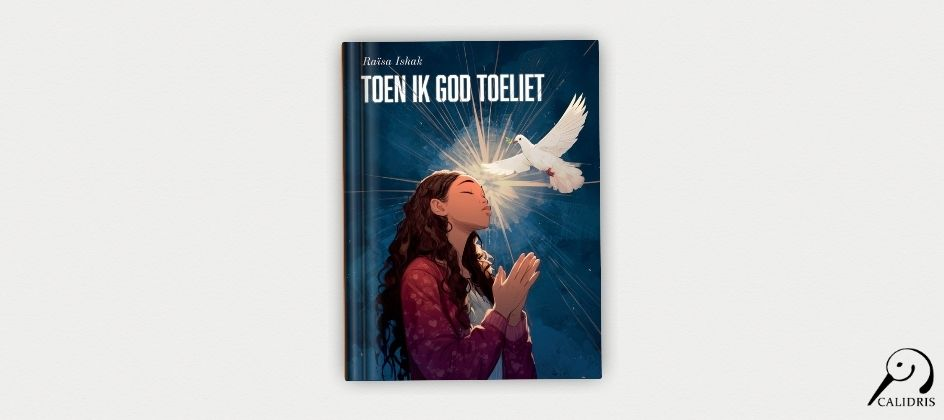 Raïsa Ishak
TOEN IK GOD TOELIET
CALIDRIS